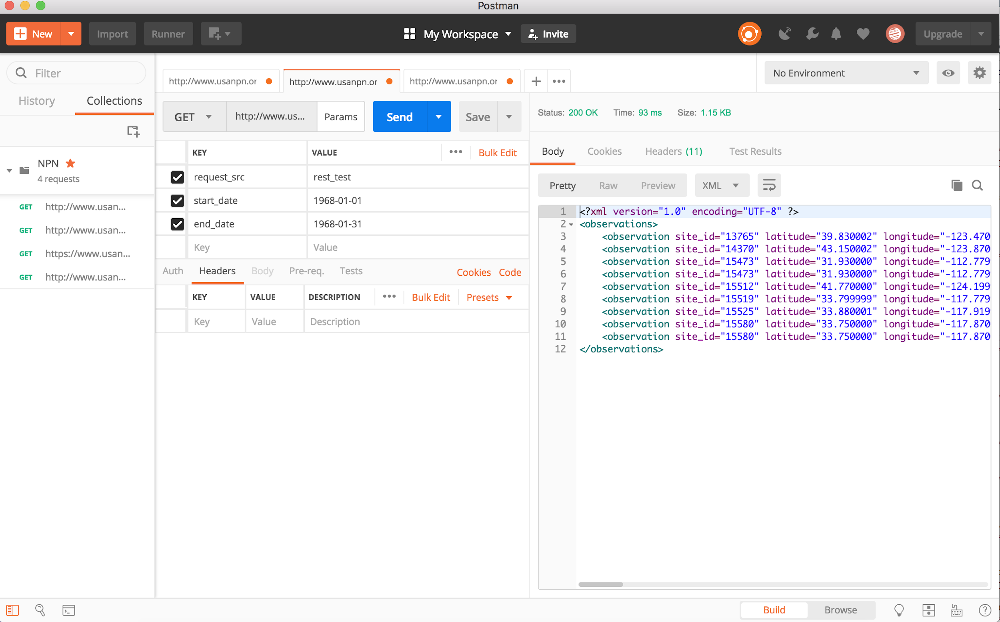 Postman
New Import Runner My Workspace Invite Upgrade
Filter
History Collections
NPN
4 requests
GET http://www.usan...
GET http://www.usan...
GET https://www.usan...
GET http://www.usan...
http://www.usanpn.or http://www.usanpn.or http://www.usanpn.or + •••
No Environment
GET http://www.us... Params Send Save
KEY VALUE ••• Bulk Edit
request_src rest_test
start_date 1968-01-01
end_date 1968-01-31
Key Value
Auth Headers Body Pre-req. Tests Cookies Code
KEY VALUE DESCRIPTION ••• Bulk Edit Presets
Key Value Description
Status: 200 OK Time: 93 ms Size: 1.15 KB
Body Cookies Headers (11) Test Results
Pretty Raw Preview XML
1 <?xml version="1.0" encoding="UTF-8" ?>
2 <observations>
3 <observation site_id="13765" latitude="39.830002" longitude="-123.470
4 <observation site_id="14370" latitude="43.150002" longitude="-123.870
5 <observation site_id="15473" latitude="31.930000" longitude="-112.779
6 <observation site_id="15473" latitude="31.930000" longitude="-112.779
7 <observation site_id="15512" latitude="41.770000" longitude="-124.199
8 <observation site_id="15519" latitude="33.799999" longitude="-117.779
9 <observation site_id="15525" latitude="33.880001" longitude="-117.919
10 <observation site_id="15580" latitude="33.750000" longitude="-117.870
11 <observation site_id="15580" latitude="33.750000" longitude="-117.870
12 </observations>
Build Browse